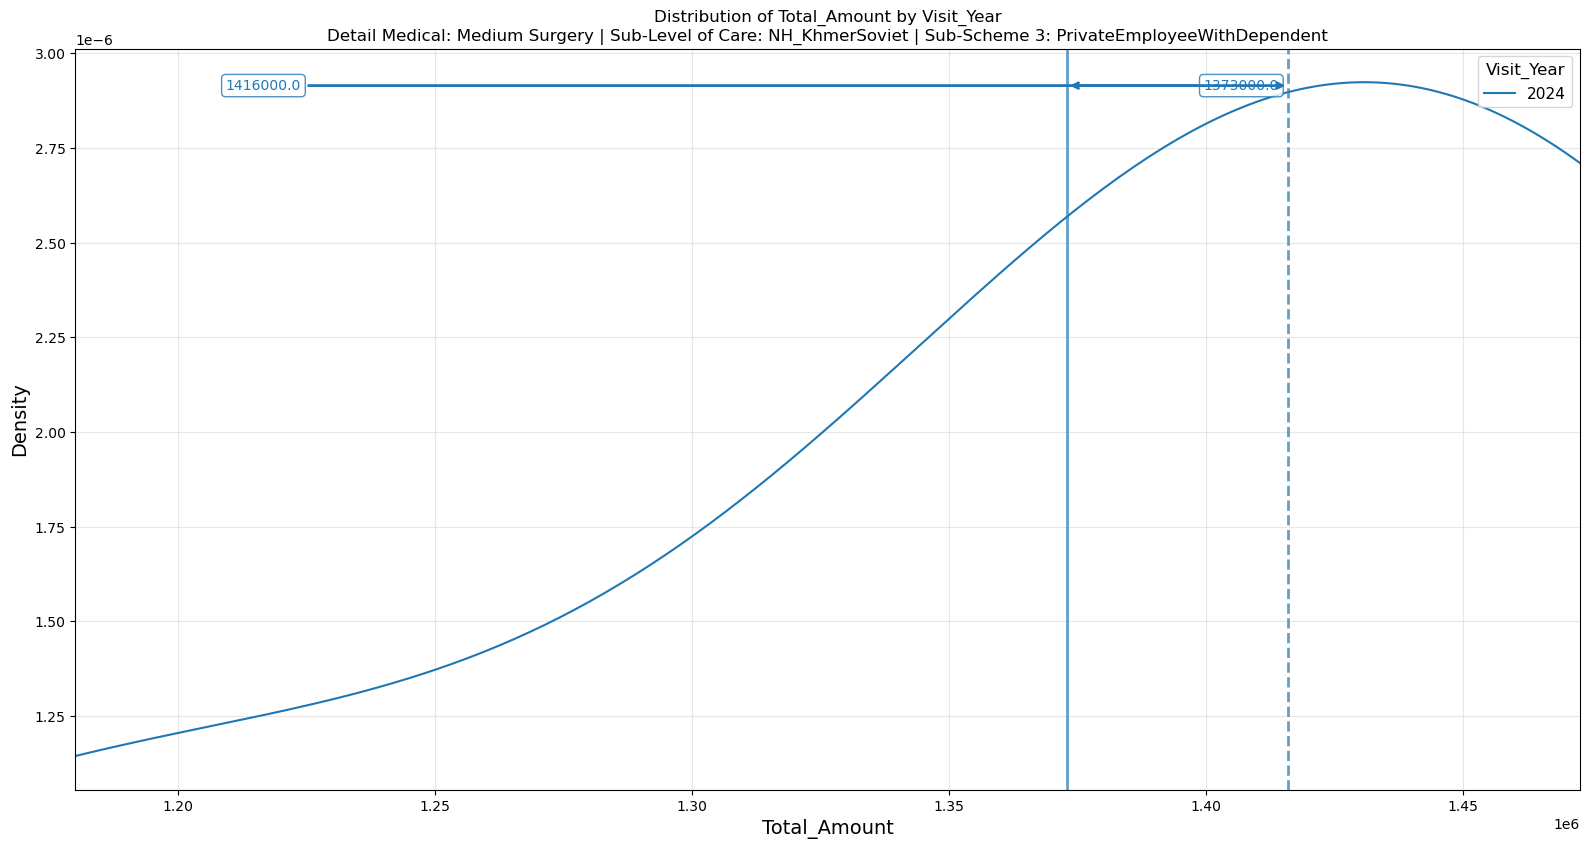 Distribution of Total_Amount by Visit_Year
Detail Medical: Medium Surgery | Sub-Level of Care: NH_KhmerSoviet | Sub-Scheme 3: PrivateEmployeeWithDependent
1e−6
3.00
2.75
2.50
2.25
2.00
1.75
1.50
1.25
Density
1416000.0
1373000.0
Visit_Year
2024
1.20
1.25
1.30
1.35
1.40
1.45
1e6
Total_Amount